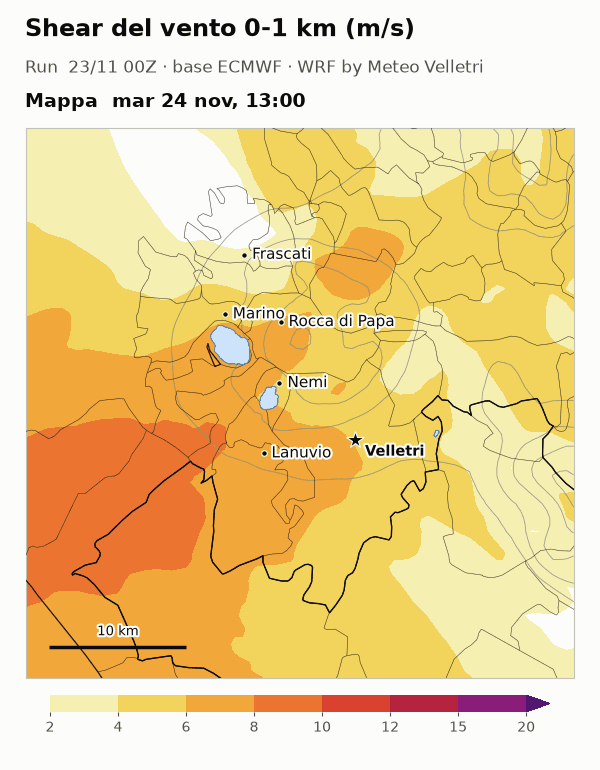 Shear del vento 0-1 km (m/s)
Run  23/11 00Z · base ECMWF · WRF by Meteo Velletri
Mappa  mar 24 nov, 13:00
Frascati
Marino
Rocca di Papa
Nemi
Velletri
Lanuvio
10 km
2 4 6 8 10 12 15 20